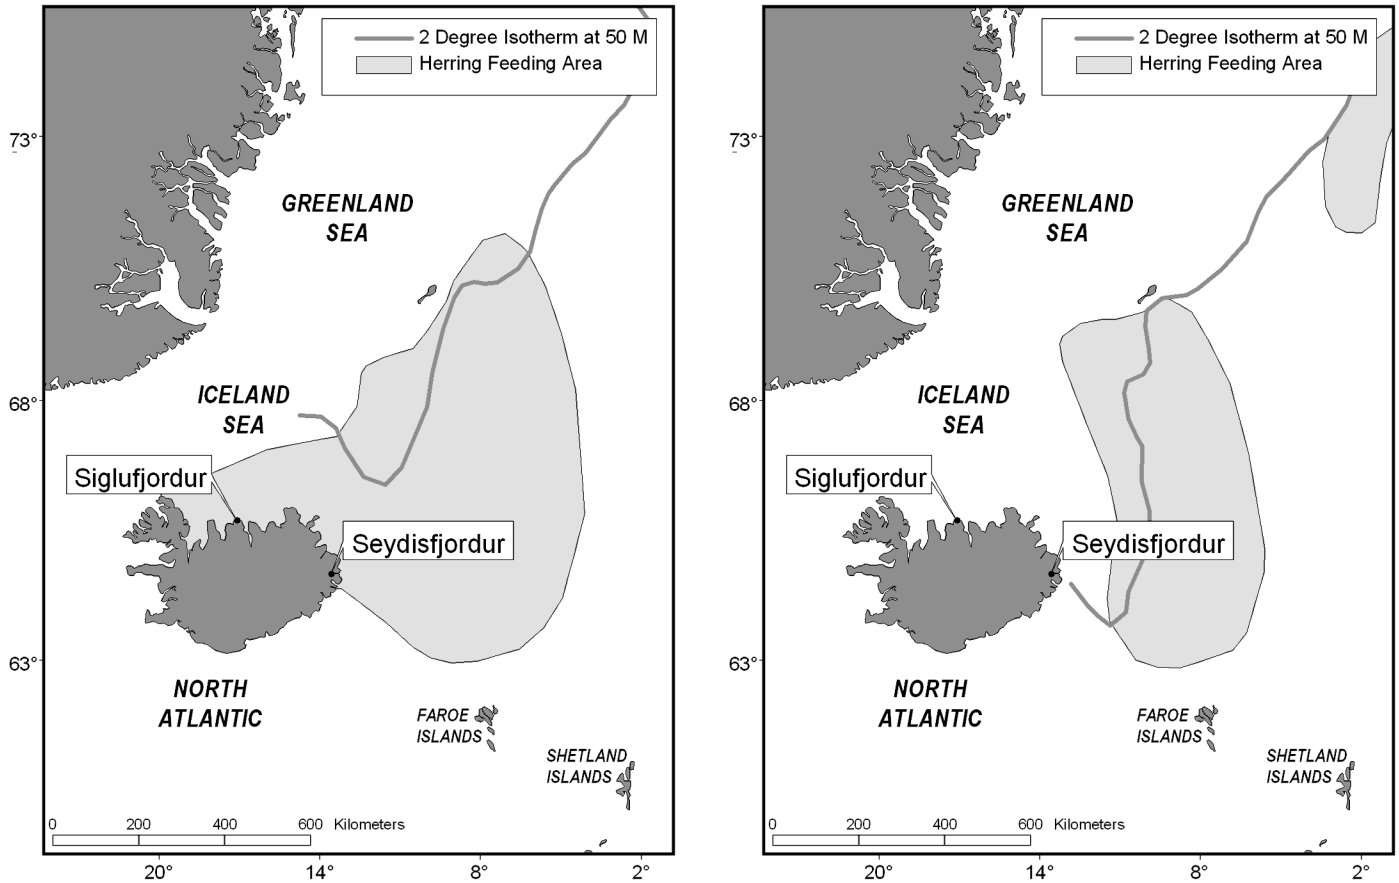 2 Degree Isotherm at 50 M
Herring Feeding Area
73°
GREENLAND
SEA
68°
ICELAND
SEA
Siglufjordur
Seydisfjordur
63°
NORTH
ATLANTIC
FAROE
ISLANDS
SHETLAND
ISLANDS
0 200 400 600 Kilometers
20° 14° 8° 2°
2 Degree Isotherm at 50 M
Herring Feeding Area
73°
GREENLAND
SEA
68°
ICELAND
SEA
Siglufjordur
Seydisfjordur
63°
NORTH
ATLANTIC
FAROE
ISLANDS
SHETLAND
ISLANDS
0 200 400 600 Kilometers
20° 14° 8° 2°